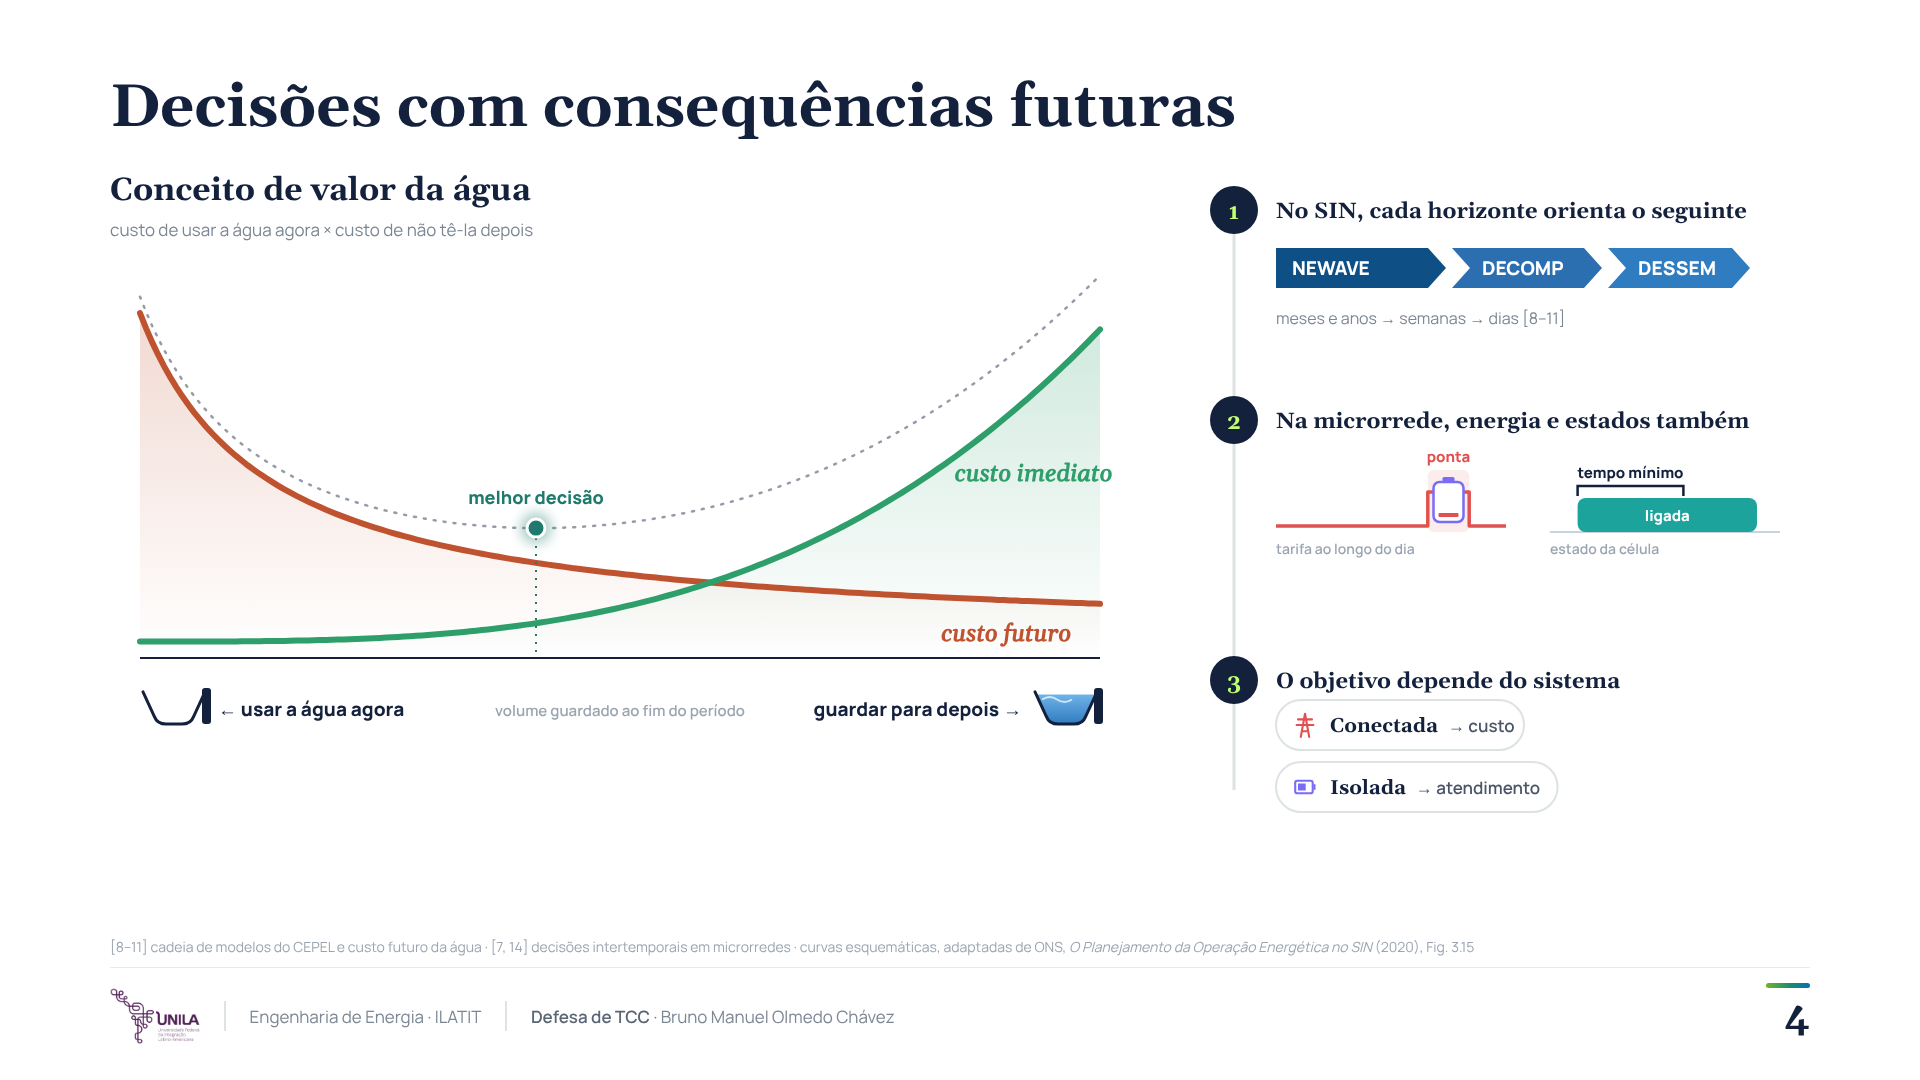 Decisões com consequências futuras
Conceito de valor da água
custo de usar a água agora × custo de não tê-la depois
melhor decisão
custo imediato
custo futuro
← usar a água agora
volume guardado ao fim do período
guardar para depois →
1
No SIN, cada horizonte orienta o seguinte
NEWAVE
DECOMP
DESSEM
meses e anos → semanas → dias [8–11]
2
Na microrrede, energia e estados também
ponta
tarifa ao longo do dia
tempo mínimo
ligada
estado da célula
3
O objetivo depende do sistema
Conectada → custo
Isolada → atendimento
[8–11] cadeia de modelos do CEPEL e custo futuro da água · [7, 14] decisões intertemporais em microrredes · curvas esquemáticas, adaptadas de ONS, O Planejamento da Operação Energética no SIN (2020), Fig. 3.15
UNILA
Universidade Federal
da Integração
Latino-Americana
Engenharia de Energia · ILATIT
Defesa de TCC · Bruno Manuel Olmedo Chávez
4